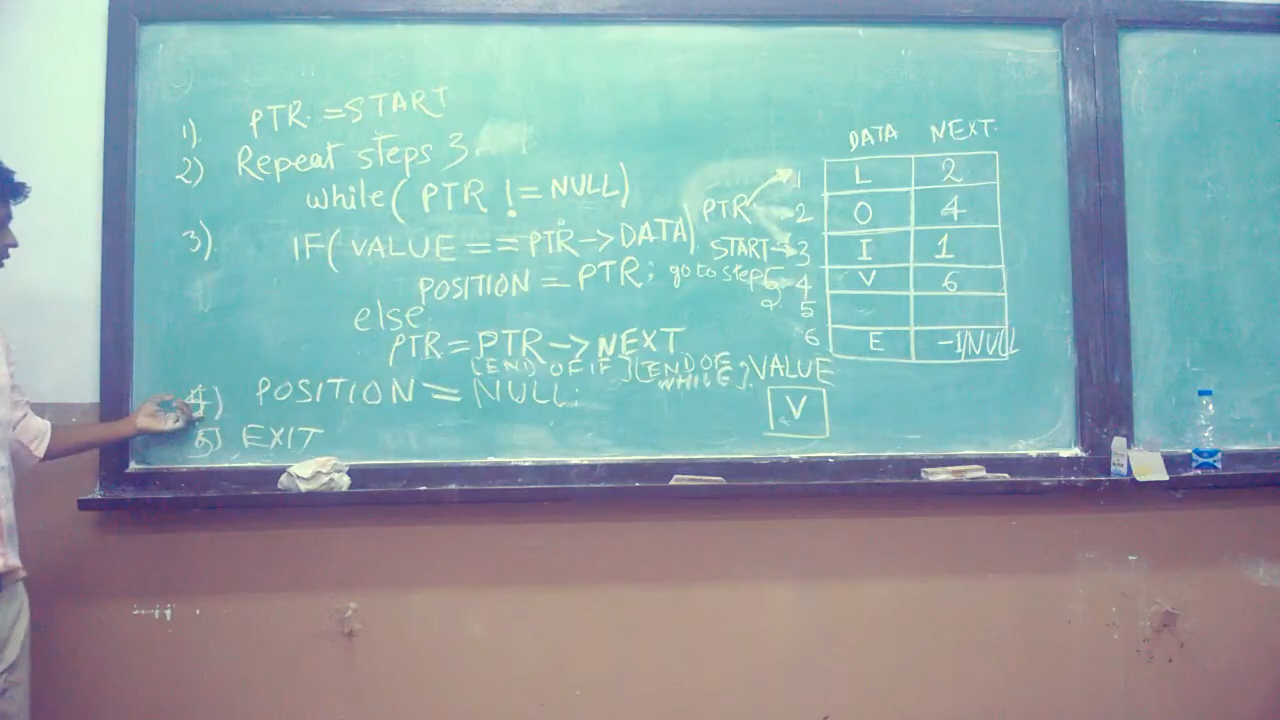 1). PTR = START
2) Repeat steps 3
while ( PTR != NULL)
3). IF( VALUE == PTR -> DATA)
POSITION = PTR; go to step 5
else
PTR = PTR -> NEXT
[END OF IF] [END OF WHILE].
4) POSITION = NULL;
5) EXIT
DATA NEXT
1 L 2
PTR 2 O 4
START 3 I 1
4 V 6
5
6 E -1/NULL
VALUE
V